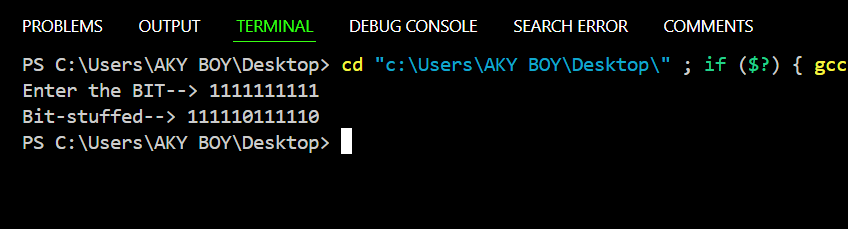 PROBLEMS OUTPUT TERMINAL DEBUG CONSOLE SEARCH ERROR COMMENTS
PS C:\Users\AKY BOY\Desktop> cd "c:\Users\AKY BOY\Desktop\" ; if ($?) { gcc
Enter the BIT--> 1111111111
Bit-stuffed--> 111110111110
PS C:\Users\AKY BOY\Desktop>